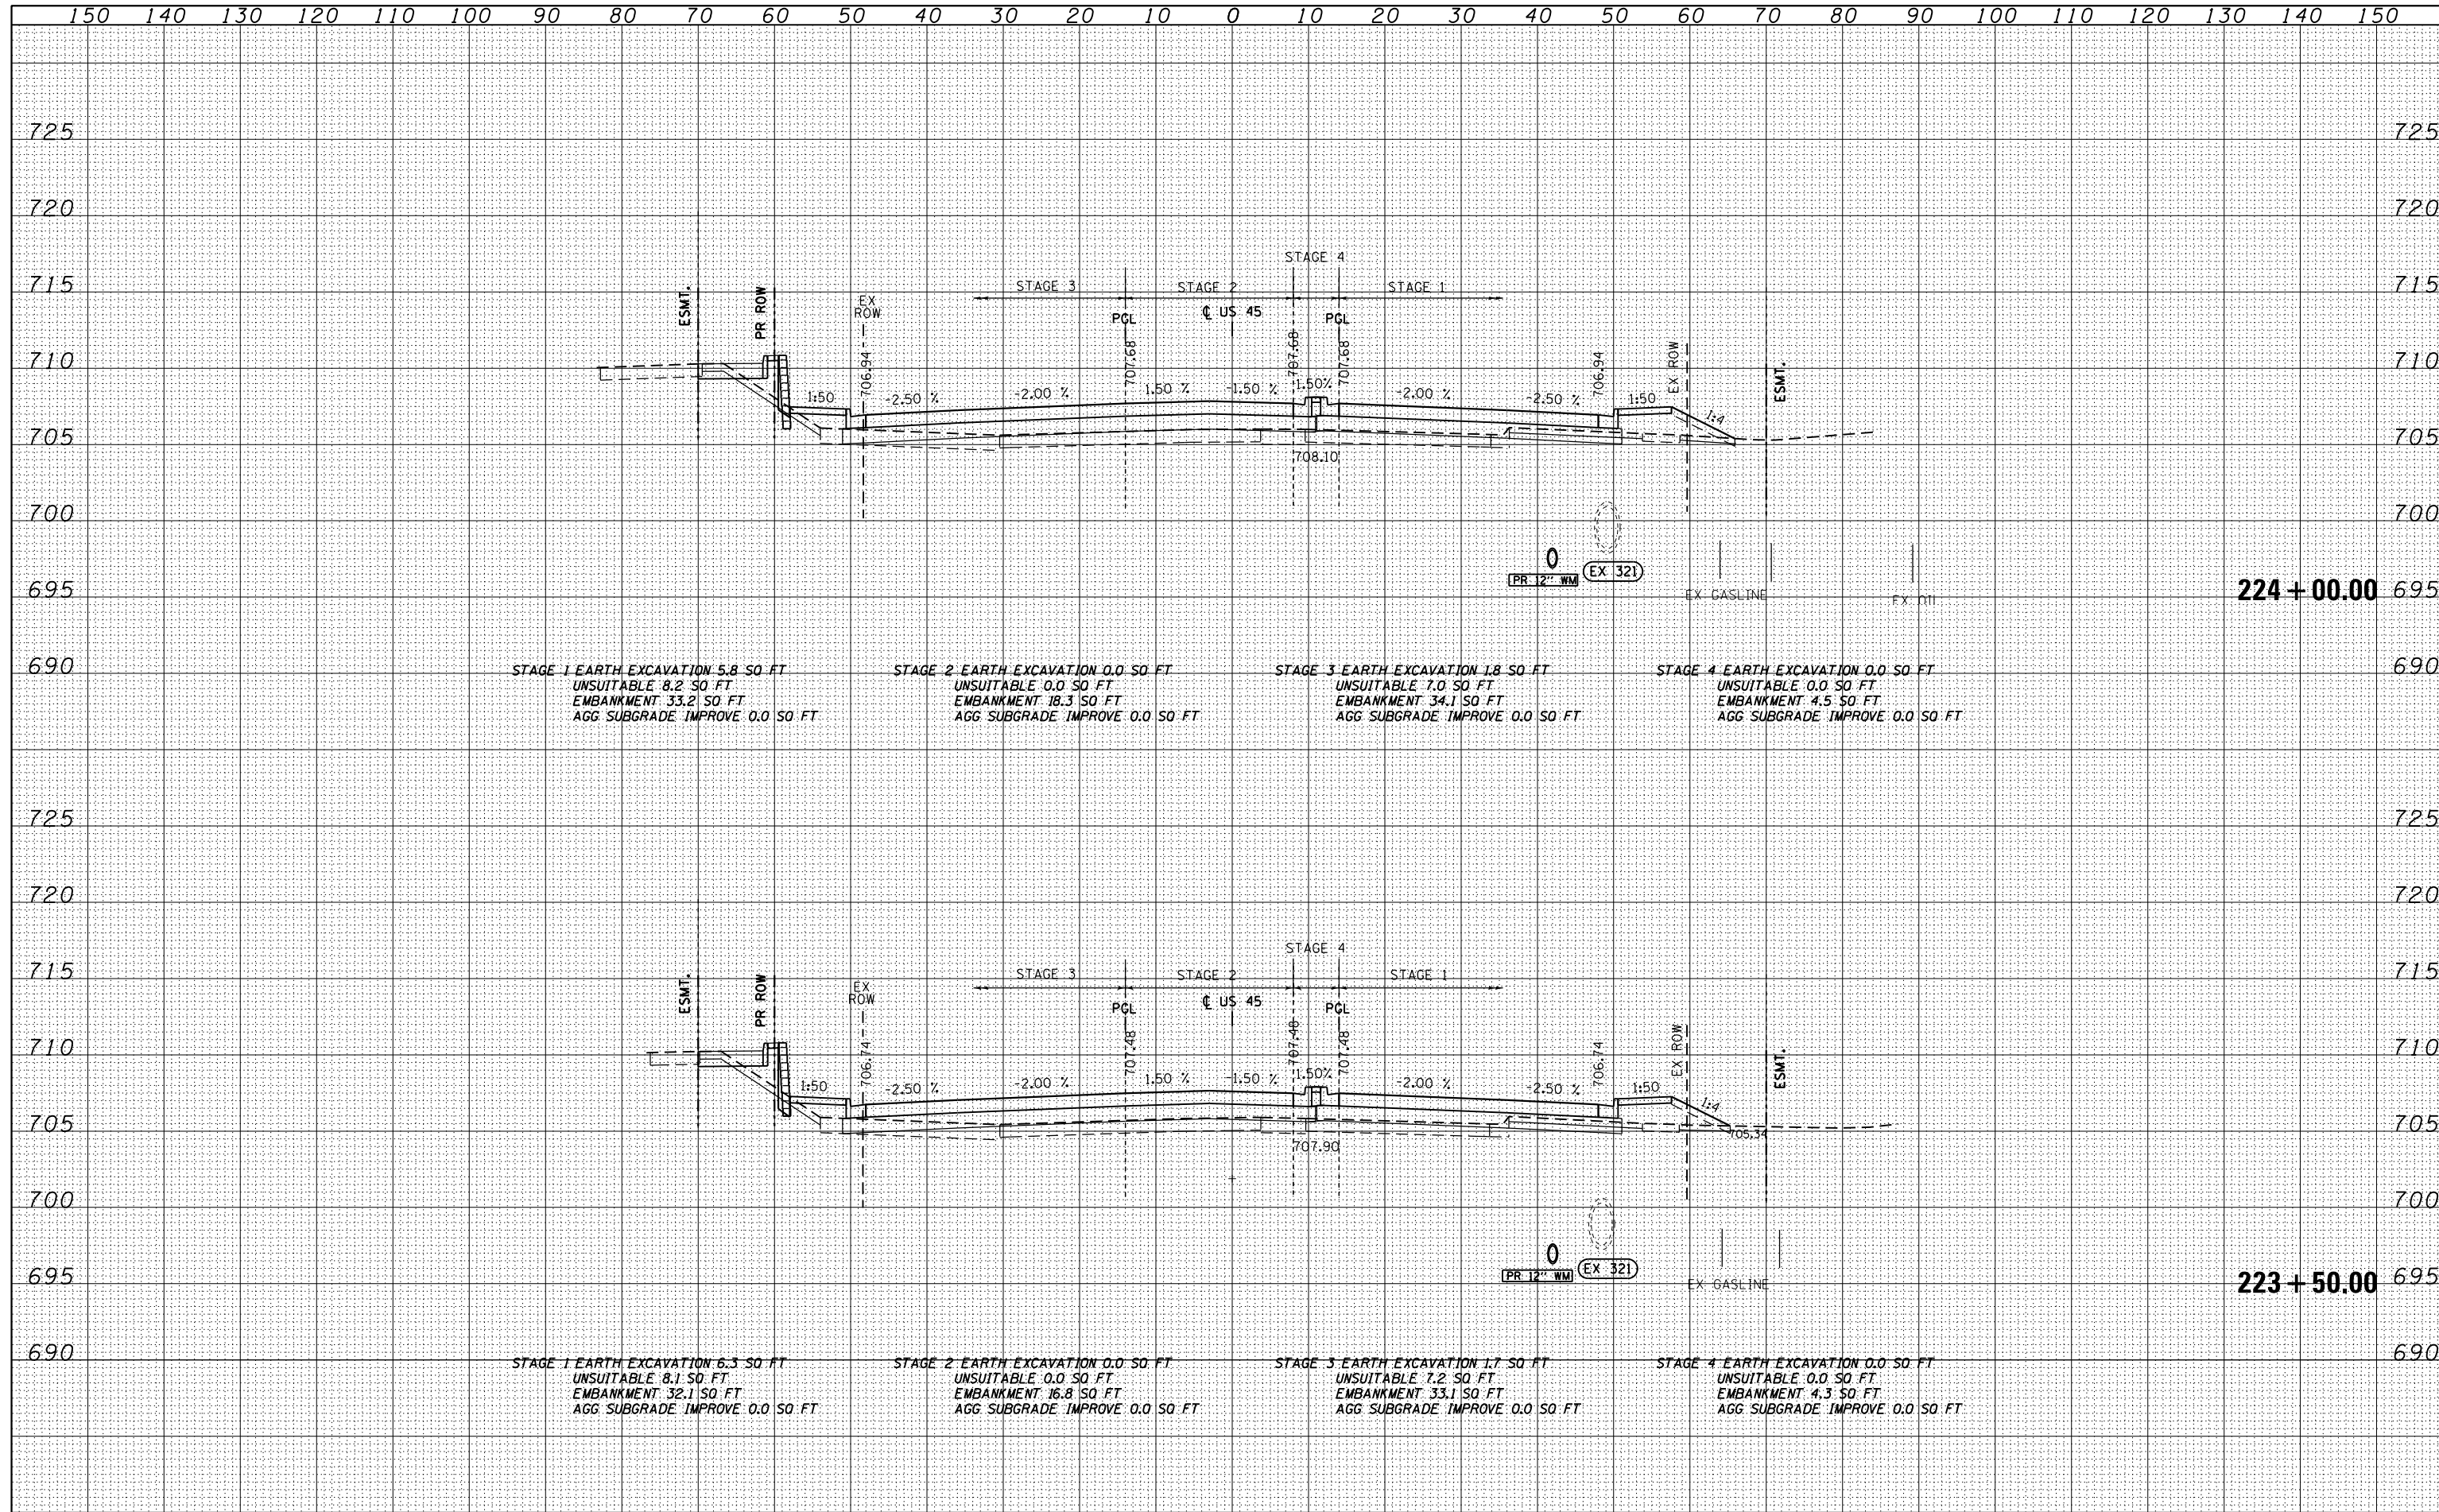 150 140 130 120 110 100 90 80 70 60 50 40 30 20 10 0 10 20 30 40 50 60 70 80 90 100 110 120 130 140 150
725 725
720 720
STAGE 4
715 715
STAGE 3 STAGE 2 STAGE 1
ESMT.
PR ROW
EX
ROW
PGL ℄ US 45 PGL
710 710
706.94
707.68
707.68
707.68
706.94
EX ROW
ESMT.
1:50 -2.50 % -2.00 % 1.50 % -1.50 % 1.50% -2.00 % -2.50 % 1:50 1:4
705 705
708.10
700 700
PR 12" WM EX 321
EX GASLINE
695 224+00.00 695
690 690
STAGE 1 EARTH EXCAVATION 5.8 SQ FT
UNSUITABLE 8.2 SQ FT
EMBANKMENT 33.2 SQ FT
AGG SUBGRADE IMPROVE 0.0 SQ FT
STAGE 2 EARTH EXCAVATION 0.0 SQ FT
UNSUITABLE 0.0 SQ FT
EMBANKMENT 18.3 SQ FT
AGG SUBGRADE IMPROVE 0.0 SQ FT
STAGE 3 EARTH EXCAVATION 1.8 SQ FT
UNSUITABLE 7.0 SQ FT
EMBANKMENT 34.1 SQ FT
AGG SUBGRADE IMPROVE 0.0 SQ FT
STAGE 4 EARTH EXCAVATION 0.0 SQ FT
UNSUITABLE 0.0 SQ FT
EMBANKMENT 4.5 SQ FT
AGG SUBGRADE IMPROVE 0.0 SQ FT
725 725
720 720
STAGE 4
715 715
STAGE 3 STAGE 2 STAGE 1
ESMT.
PR ROW
EX
ROW
PGL ℄ US 45 PGL
710 710
706.74
707.48
707.48
707.48
706.74
EX ROW
ESMT.
1:50 -2.50 % -2.00 % 1.50 % -1.50 % 1.50% -2.00 % -2.50 % 1:50 1:4
705 705
705.34
707.90
700 700
PR 12" WM EX 321
EX GASLINE
695 223+50.00 695
690 690
STAGE 1 EARTH EXCAVATION 6.3 SQ FT
UNSUITABLE 8.1 SQ FT
EMBANKMENT 32.1 SQ FT
AGG SUBGRADE IMPROVE 0.0 SQ FT
STAGE 2 EARTH EXCAVATION 0.0 SQ FT
UNSUITABLE 0.0 SQ FT
EMBANKMENT 16.8 SQ FT
AGG SUBGRADE IMPROVE 0.0 SQ FT
STAGE 3 EARTH EXCAVATION 1.7 SQ FT
UNSUITABLE 7.2 SQ FT
EMBANKMENT 33.1 SQ FT
AGG SUBGRADE IMPROVE 0.0 SQ FT
STAGE 4 EARTH EXCAVATION 0.0 SQ FT
UNSUITABLE 0.0 SQ FT
EMBANKMENT 4.3 SQ FT
AGG SUBGRADE IMPROVE 0.0 SQ FT